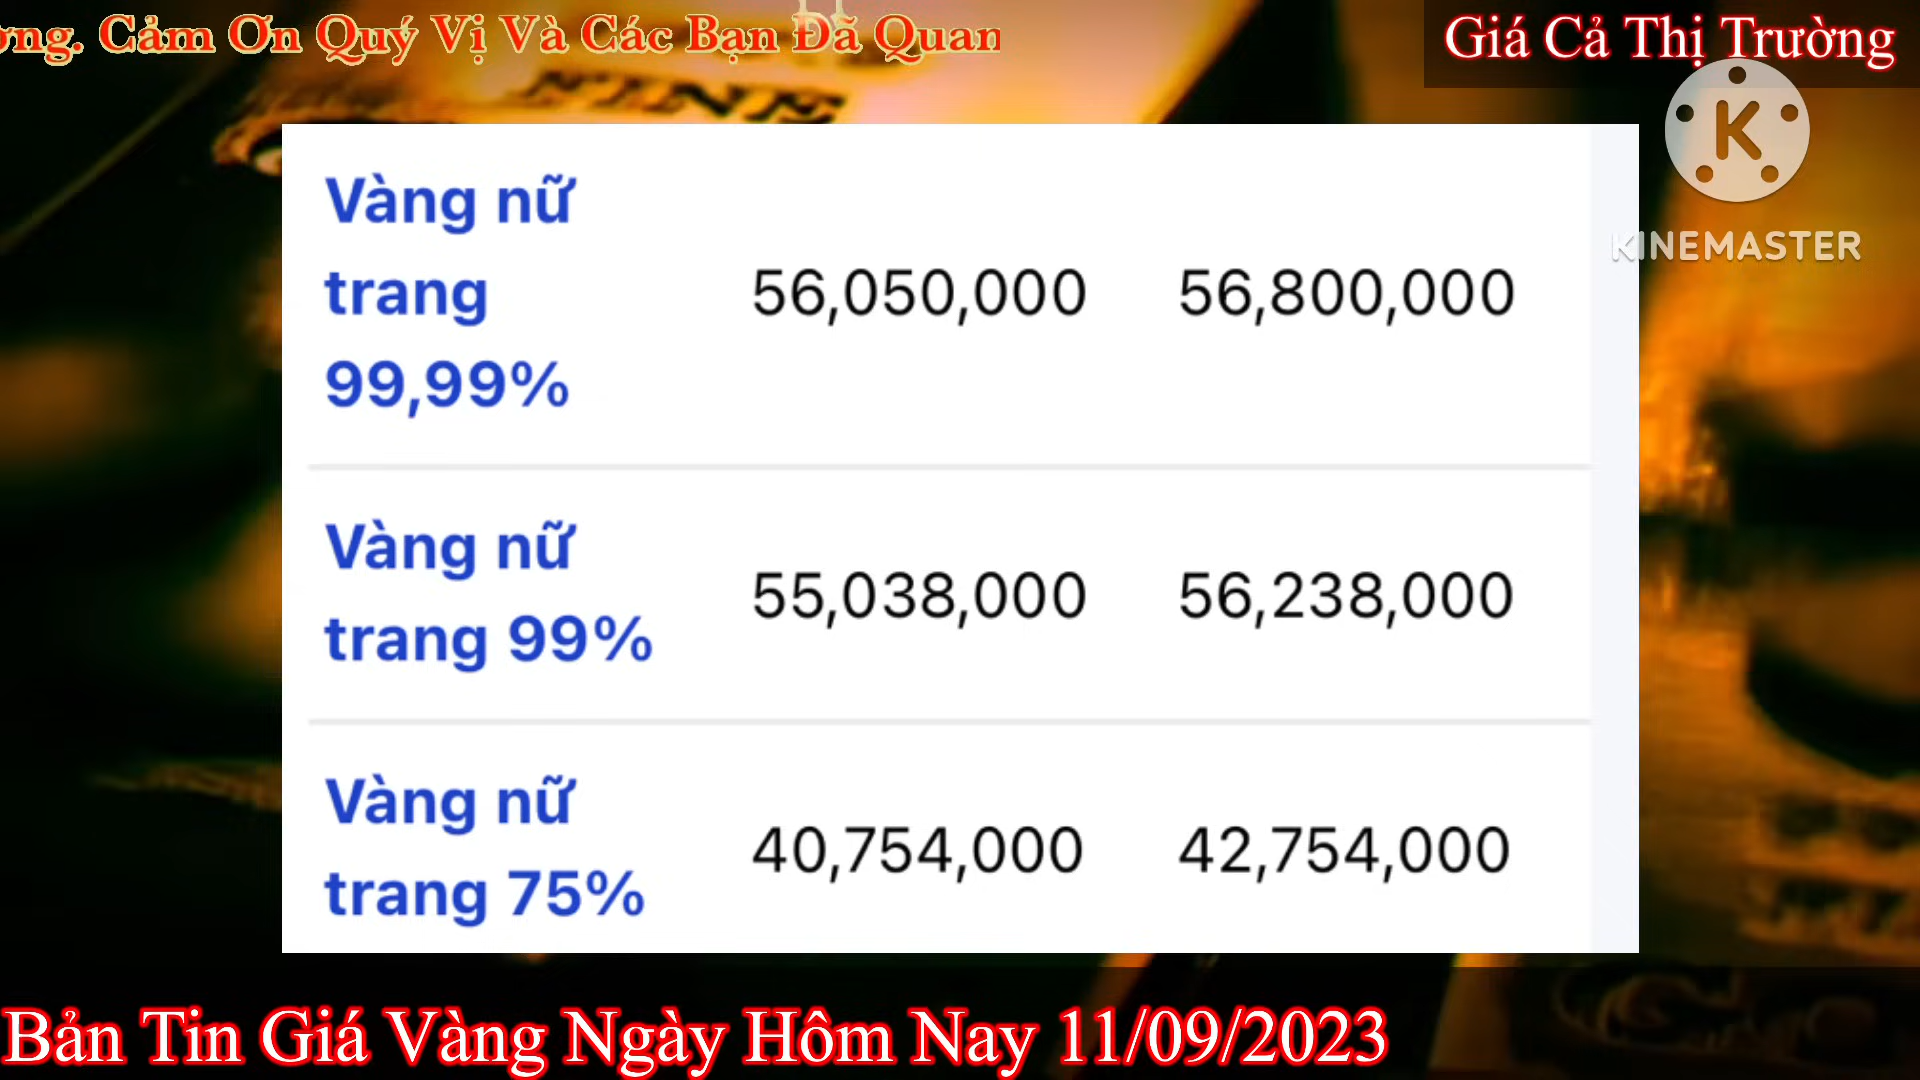 ng. Cảm Ơn Quý Vị Và Các Bạn Đã Quan
Giá Cả Thị Trường
FINE
KINEMASTER
Vàng nữ
trang
99,99%
56,050,000
56,800,000
Vàng nữ
trang 99%
55,038,000
56,238,000
Vàng nữ
trang 75%
40,754,000
42,754,000
Bản Tin Giá Vàng Ngày Hôm Nay 11/09/2023